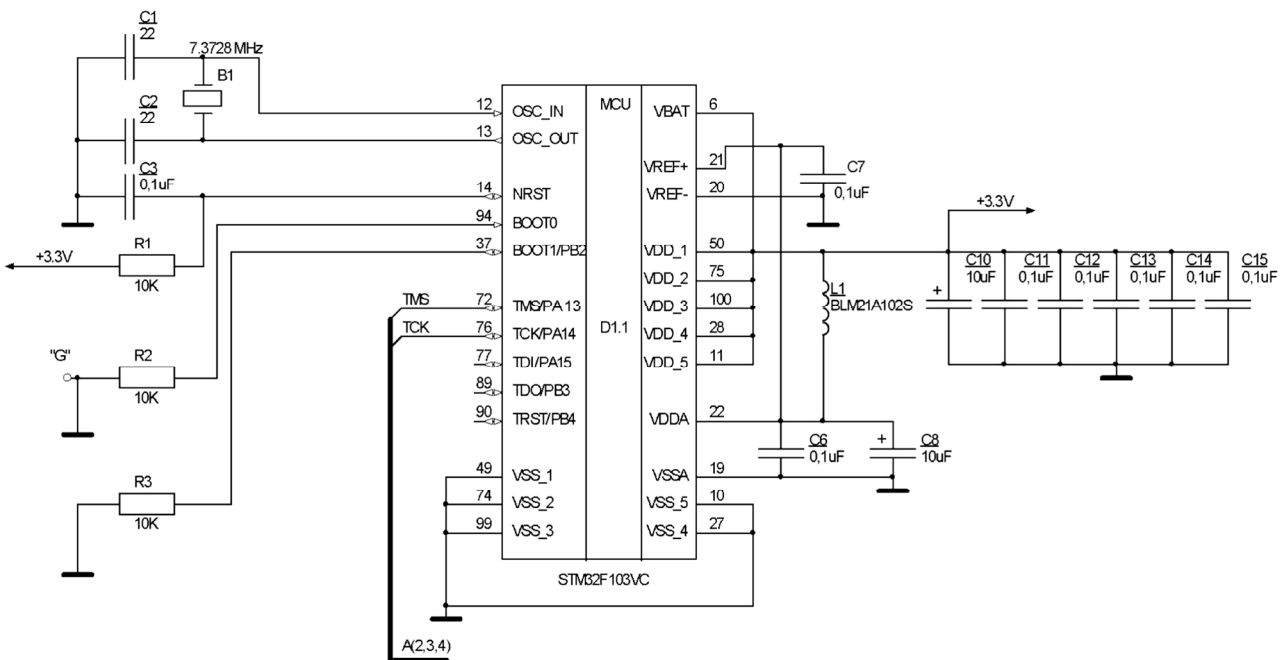 C1
22
7.3728 MHz
B1
C2
22
C3
0,1uF
+3.3V
R1
10K
"G"
R2
10K
R3
10K
12 OSC_IN
13 OSC_OUT
14 NRST
94 BOOT0
37 BOOT1/PB2
TMS 72 TMS/PA13
TCK 76 TCK/PA14
77 TDI/PA15
89 TDO/PB3
90 TRST/PB4
49 VSS_1
74 VSS_2
99 VSS_3
MCU
D1.1
VBAT 6
VREF+ 21
VREF- 20
VDD_1 50
VDD_2 75
VDD_3 100
VDD_4 28
VDD_5 11
VDDA 22
VSSA 19
VSS_5 10
VSS_4 27
STM32F103VC
A(2,3,4)
C7
0,1uF
+3.3V
L1
BLM21A102S
+
C10
10uF
C11
0,1uF
C12
0,1uF
C13
0,1uF
C14
0,1uF
C15
0,1uF
C6
0,1uF
+
C8
10uF